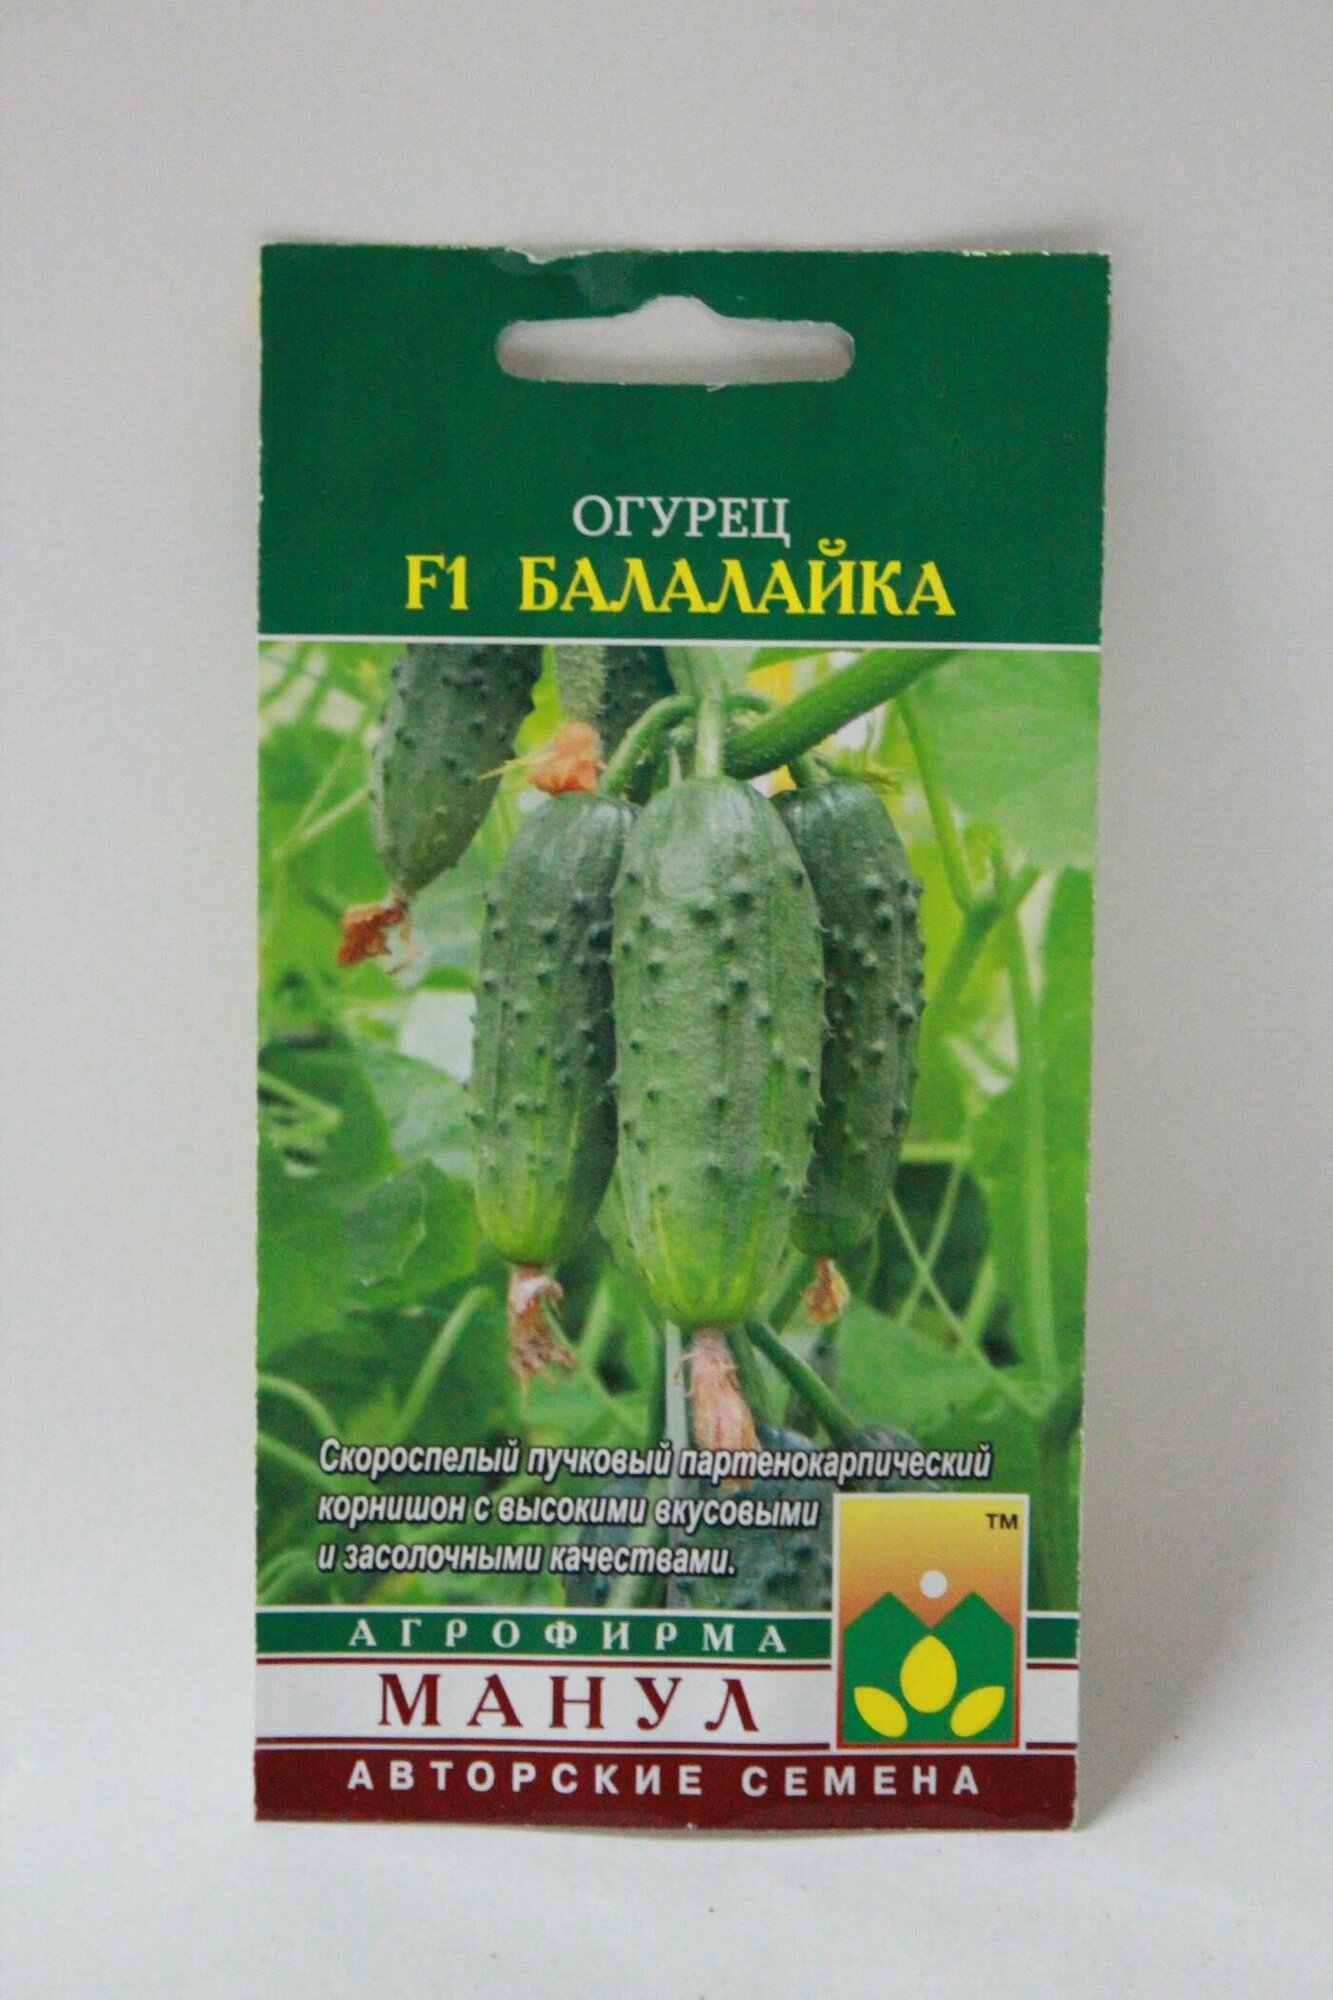 ОГУРЕЦ
F1 БАЛАЛАЙКА
Скороспелый пучковый партенокарпический
корнишон с высокими вкусовыми
и засолочными качествами.
TM
АГРОФИРМА
МАНУЛ
АВТОРСКИЕ СЕМЕНА